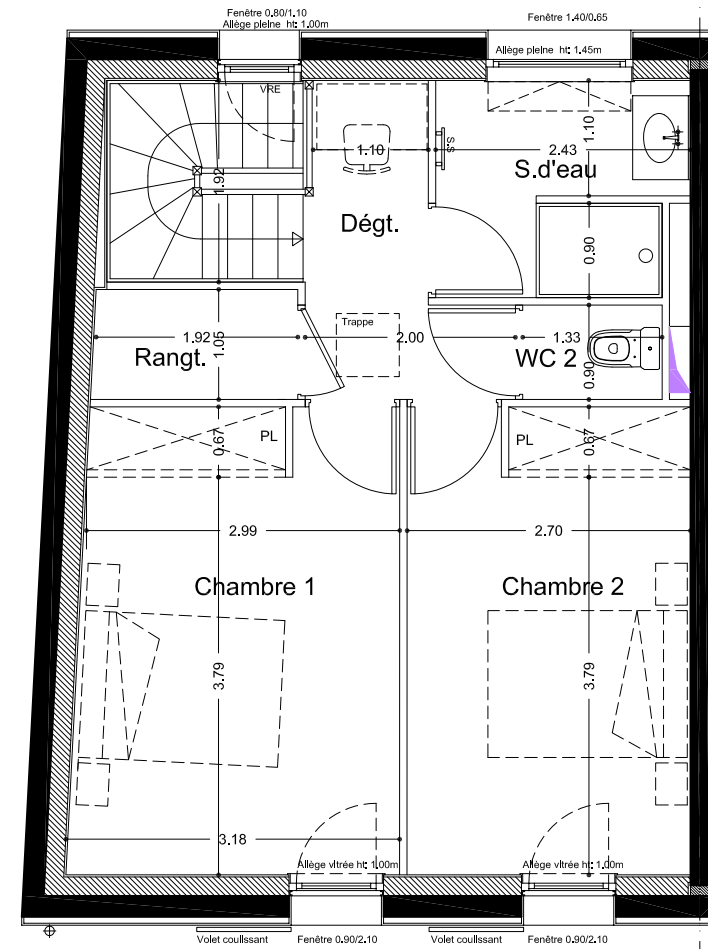 Fenêtre 0.80/1.10
Allège pleine ht: 1.00m
Fenêtre 1.40/0.65
Allège pleine ht: 1.45m
VRE
1.10
1.10
2.43
S.S
S.d'eau
1.92
Dégt.
0.90
Trappe
1.92
1.05
2.00
1.33
Rangt.
WC 2
0.90
PL
0.67
PL
0.67
2.99
2.70
Chambre 1
Chambre 2
3.79
3.79
3.18
Allège vitrée ht: 1.00m
Allège vitrée ht: 1.00m
Volet coulissant
Fenêtre 0.90/2.10
Volet coulissant
Fenêtre 0.90/2.10